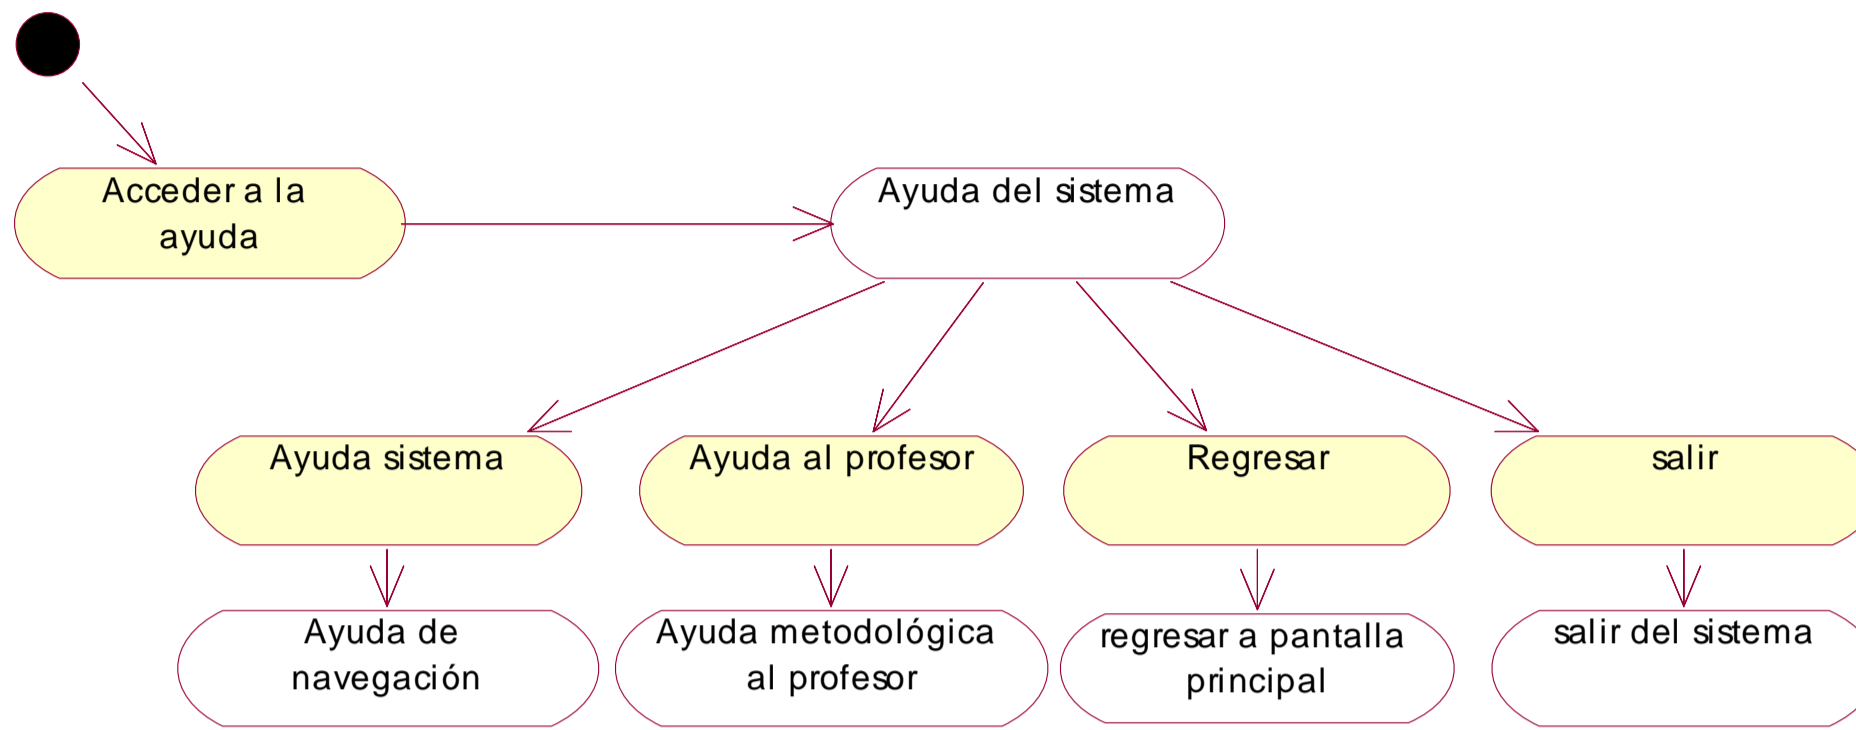 Acceder a la
ayuda
Ayuda del sistema
Ayuda sistema
Ayuda al profesor
Regresar
salir
Ayuda de
navegación
Ayuda metodológica
al profesor
regresar a pantalla
principal
salir del sistema